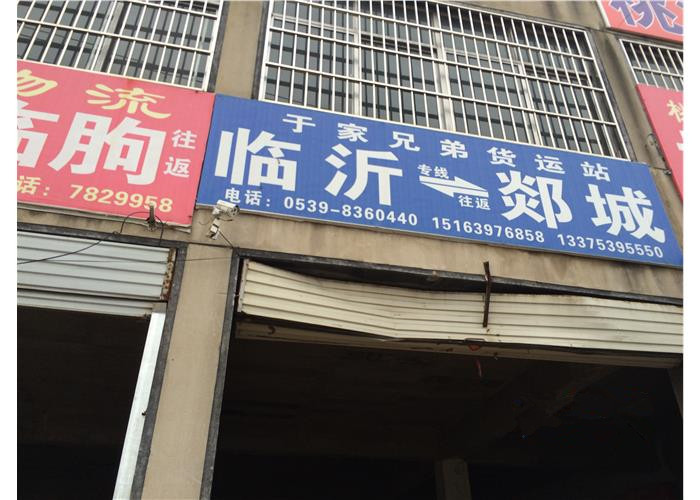 物流
临朐
往返
话：7829958
于家兄弟货运站
临沂 专线 往返 郯城
电话：0539-8360440 15163976858 13375395550